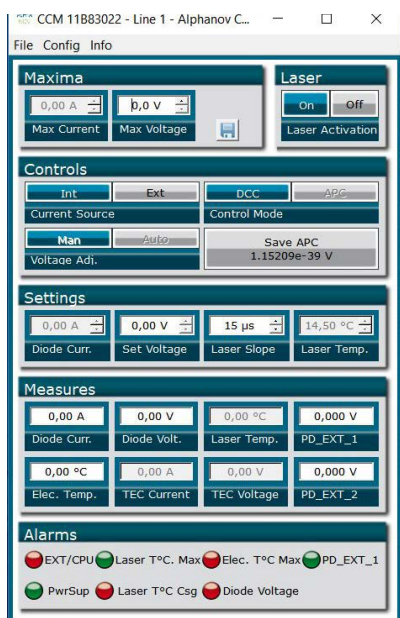 CCM 11B83022 - Line 1 - Alphanov C...
File Config Info
Maxima
0,00 A 0,0 V
Max Current Max Voltage
Laser
On Off
Laser Activation
Controls
Int Ext DCC APC
Current Source Control Mode
Man Auto Save APC
1.15209e-39 V
Voltage Adj.
Settings
0,00 A 0,00 V 15 µs 14,50 °C
Diode Curr. Set Voltage Laser Slope Laser Temp.
Measures
0,00 A 0,00 V 0,00 °C 0,000 V
Diode Curr. Diode Volt. Laser Temp. PD_EXT_1
0,00 °C 0,00 A 0,00 V 0,000 V
Elec. Temp. TEC Current TEC Voltage PD_EXT_2
Alarms
EXT/CPU Laser T°C. Max Elec. T°C Max PD_EXT_1
PwrSup Laser T°C Csg Diode Voltage